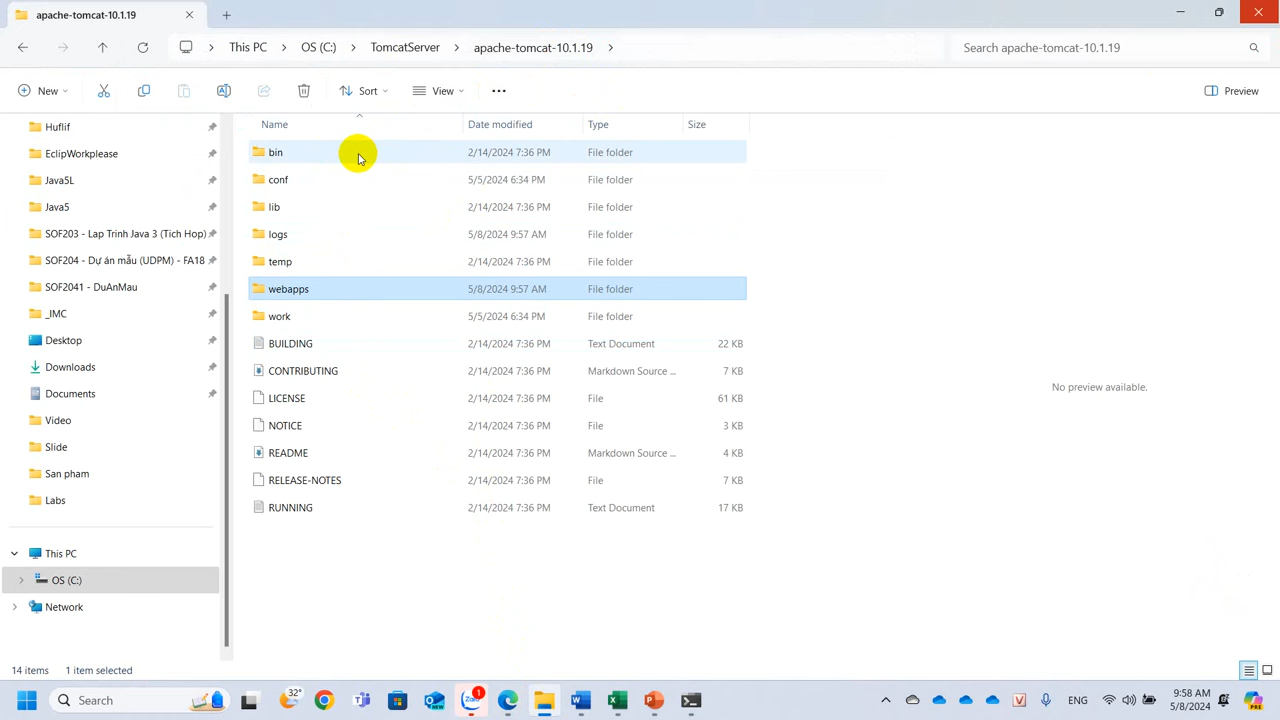 apache-tomcat-10.1.19
This PC > OS (C:) > TomcatServer > apache-tomcat-10.1.19 >
Search apache-tomcat-10.1.19
New
Sort
View
Preview
Huflif
EclipWorkplease
Java5L
Java5
SOF203 - Lap Trinh Java 3 (Tich Hop)
SOF204 - Dự án mẫu (UDPM) - FA18
SOF2041 - DuAnMau
_IMC
Desktop
Downloads
Documents
Video
Slide
San pham
Labs
This PC
OS (C:)
Network
Name Date modified Type Size
bin 2/14/2024 7:36 PM File folder
conf 5/5/2024 6:34 PM File folder
lib 2/14/2024 7:36 PM File folder
logs 5/8/2024 9:57 AM File folder
temp 2/14/2024 7:36 PM File folder
webapps 5/8/2024 9:57 AM File folder
work 5/5/2024 6:34 PM File folder
BUILDING 2/14/2024 7:36 PM Text Document 22 KB
CONTRIBUTING 2/14/2024 7:36 PM Markdown Source ... 7 KB
LICENSE 2/14/2024 7:36 PM File 61 KB
NOTICE 2/14/2024 7:36 PM File 3 KB
README 2/14/2024 7:36 PM Markdown Source ... 4 KB
RELEASE-NOTES 2/14/2024 7:36 PM File 7 KB
RUNNING 2/14/2024 7:36 PM Text Document 17 KB
No preview available.
14 items 1 item selected
Search
32°
Zalo
1
ENG
9:58 AM
5/8/2024
PRE